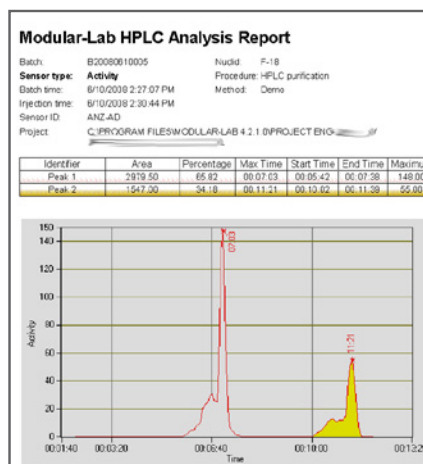 Modular-Lab HPLC Analysis Report
Batch: B20080610005 Nuclid: F-18
Sensor type: Activity Procedure: HPLC purification
Batch time: 6/10/2008 2:27:07 PM Method: Demo
Injection time: 6/10/2008 2:30:44 PM
Sensor ID: ANZ-AD
Project: C:\PROGRAM FILES\MODULAR-LAB 4.2.1.0\PROJECT ENG
Identifier Area Percentage Max Time Start Time End Time Maximu
Peak 1 2979.50 65.82 00:07:03 00:05:42 00:07:38 148.00
Peak 2 1547.00 34.18 00:11:21 00:10:02 00:11:39 55.00
150
140
120
100
80
60
40
20
0
Activity
07:03
11:21
00:01:40 00:03:20 00:06:40 00:10:00 00:13:20
Time